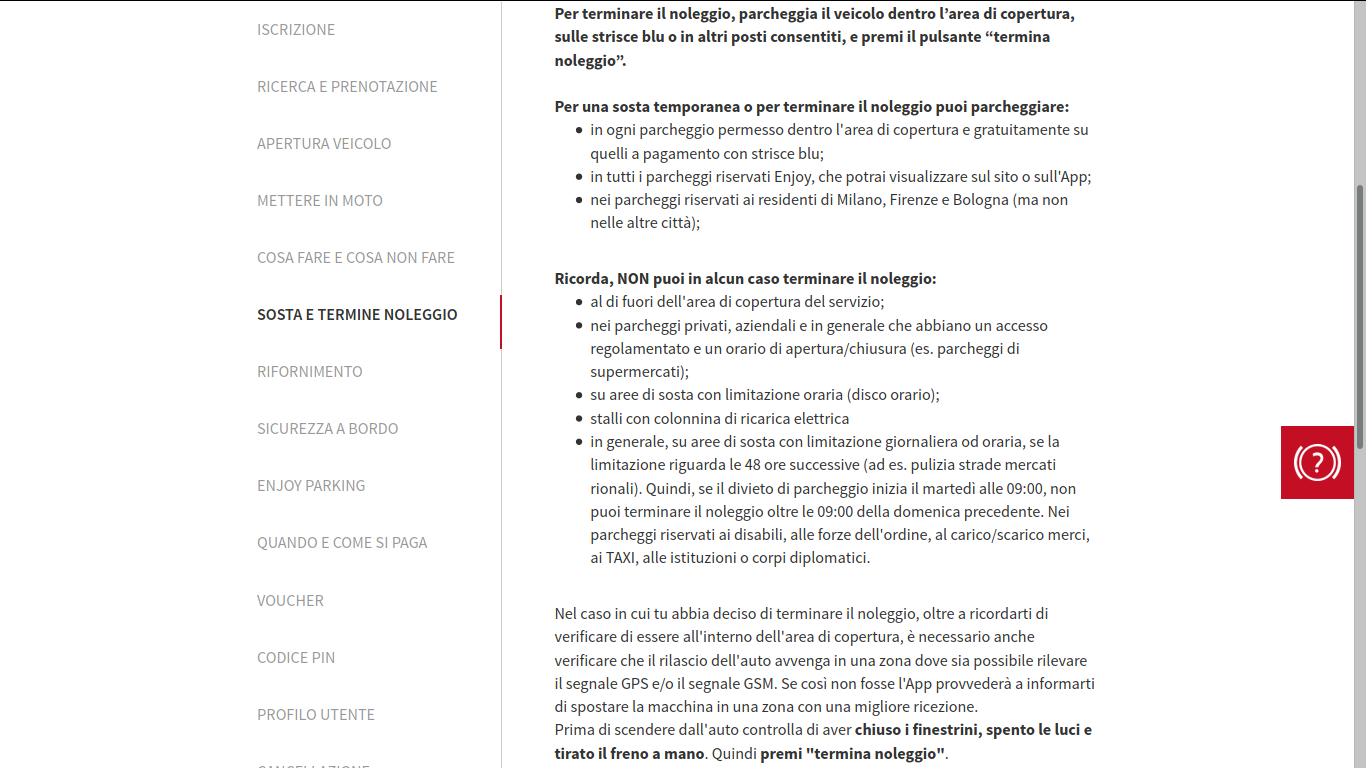 ISCRIZIONE
RICERCA E PRENOTAZIONE
APERTURA VEICOLO
METTERE IN MOTO
COSA FARE E COSA NON FARE
SOSTA E TERMINE NOLEGGIO
RIFORNIMENTO
SICUREZZA A BORDO
ENJOY PARKING
QUANDO E COME SI PAGA
VOUCHER
CODICE PIN
PROFILO UTENTE
Per terminare il noleggio, parcheggia il veicolo dentro l’area di copertura,
sulle strisce blu o in altri posti consentiti, e premi il pulsante “termina
noleggio”.
Per una sosta temporanea o per terminare il noleggio puoi parcheggiare:
• in ogni parcheggio permesso dentro l'area di copertura e gratuitamente su
quelli a pagamento con strisce blu;
• in tutti i parcheggi riservati Enjoy, che potrai visualizzare sul sito o sull'App;
• nei parcheggi riservati ai residenti di Milano, Firenze e Bologna (ma non
nelle altre città);
Ricorda, NON puoi in alcun caso terminare il noleggio:
• al di fuori dell'area di copertura del servizio;
• nei parcheggi privati, aziendali e in generale che abbiano un accesso
regolamentato e un orario di apertura/chiusura (es. parcheggi di
supermercati);
• su aree di sosta con limitazione oraria (disco orario);
• stalli con colonnina di ricarica elettrica
• in generale, su aree di sosta con limitazione giornaliera od oraria, se la
limitazione riguarda le 48 ore successive (ad es. pulizia strade mercati
rionali). Quindi, se il divieto di parcheggio inizia il martedì alle 09:00, non
puoi terminare il noleggio oltre le 09:00 della domenica precedente. Nei
parcheggi riservati ai disabili, alle forze dell'ordine, al carico/scarico merci,
ai TAXI, alle istituzioni o corpi diplomatici.
Nel caso in cui tu abbia deciso di terminare il noleggio, oltre a ricordarti di
verificare di essere all'interno dell'area di copertura, è necessario anche
verificare che il rilascio dell'auto avvenga in una zona dove sia possibile rilevare
il segnale GPS e/o il segnale GSM. Se così non fosse l'App provvederà a informarti
di spostare la macchina in una zona con una migliore ricezione.
Prima di scendere dall'auto controlla di aver chiuso i finestrini, spento le luci e
tirato il freno a mano. Quindi premi "termina noleggio".
?